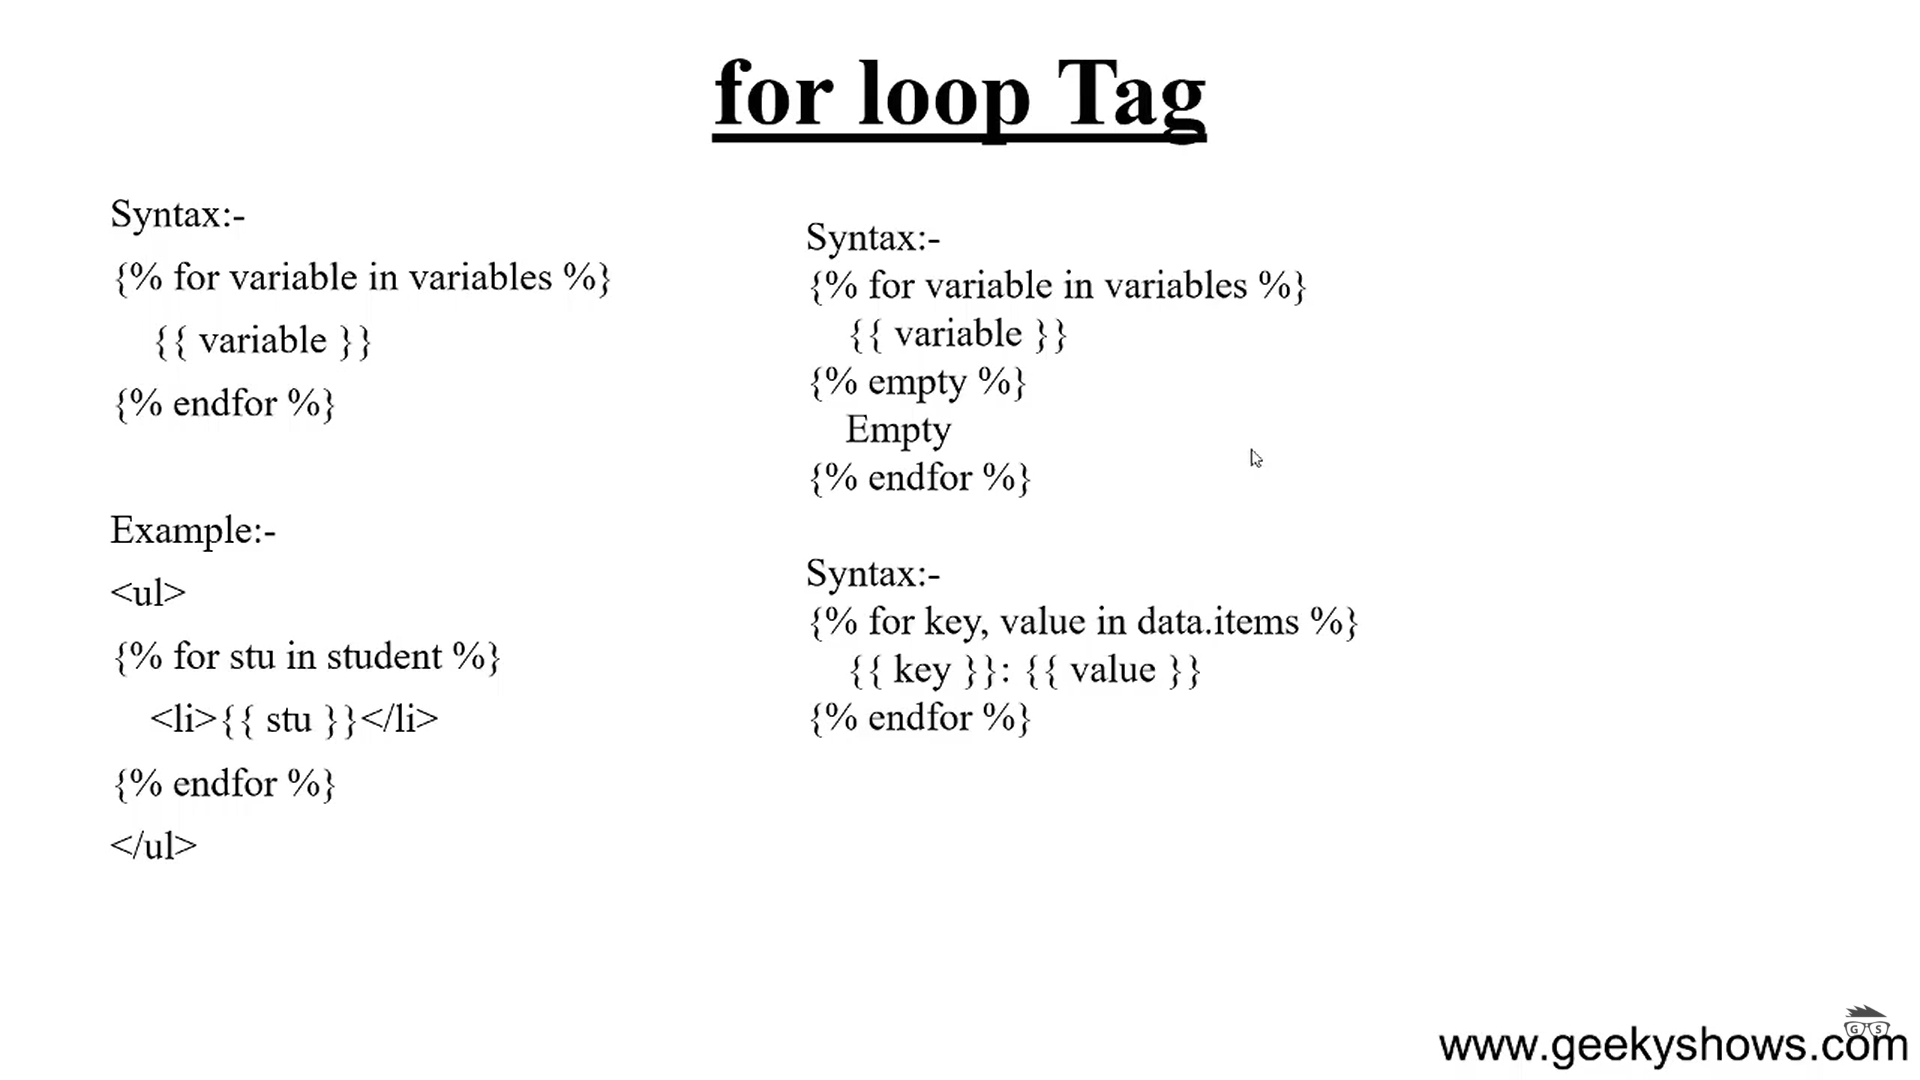 for loop Tag
Syntax:-
{% for variable in variables %}
{{ variable }}
{% endfor %}
Example:-
<ul>
{% for stu in student %}
<li>{{ stu }}</li>
{% endfor %}
</ul>
Syntax:-
{% for variable in variables %}
{{ variable }}
{% empty %}
Empty
{% endfor %}
Syntax:-
{% for key, value in data.items %}
{{ key }}: {{ value }}
{% endfor %}
GS
www.geekyshows.com